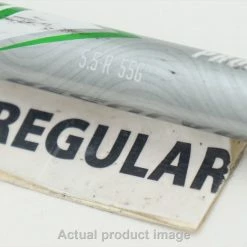 5.5-R 55G
REGULAR
Actual product image